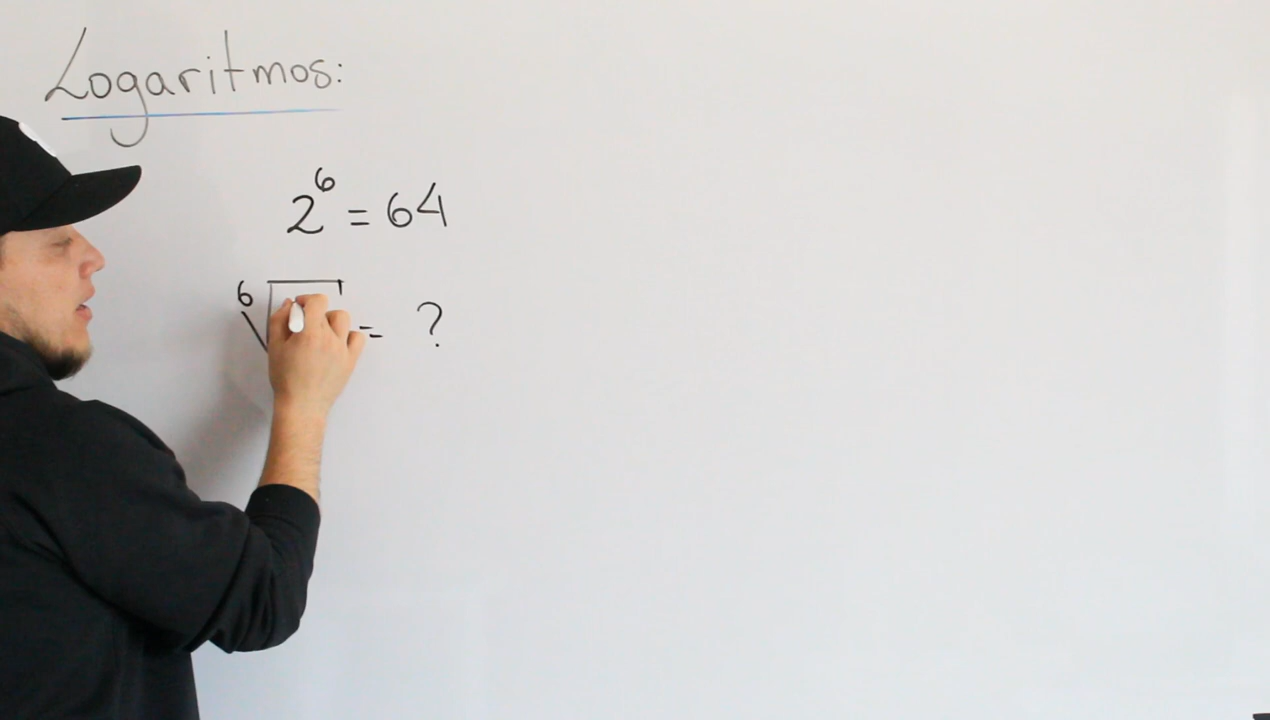 Logaritmos:
2⁶ = 64
⁶√ = ?